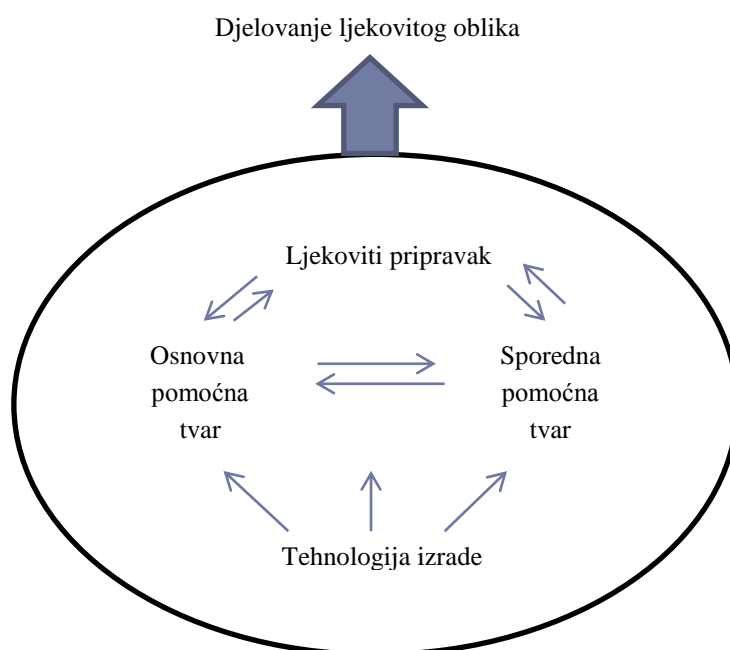 Djelovanje ljekovitog oblika
Ljekoviti pripravak
Osnovna
pomoćna
tvar
Sporedna
pomoćna
tvar
Tehnologija izrade